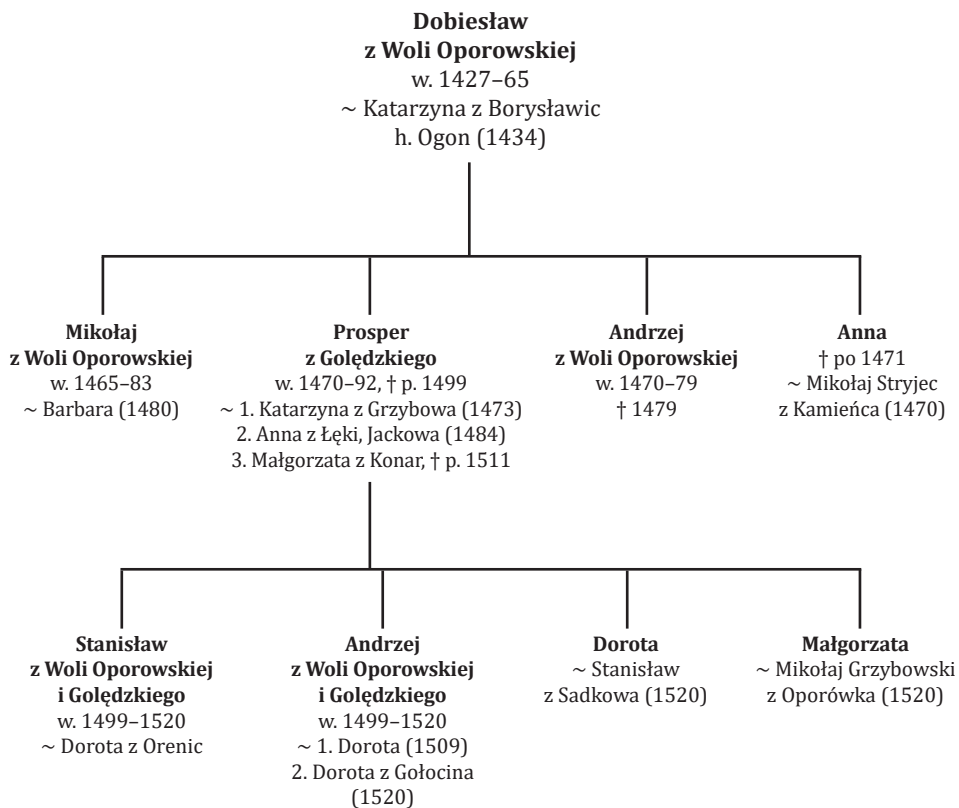 Dobiesław
z Woli Oporowskiej
w. 1427–65
~ Katarzyna z Borysławic
h. Ogon (1434)
Mikołaj
z Woli Oporowskiej
w. 1465–83
~ Barbara (1480)
Prosper
z Golędzkiego
w. 1470–92, † p. 1499
~ 1. Katarzyna z Grzybowa (1473)
2. Anna z Łęki, Jackowa (1484)
3. Małgorzata z Konar, † p. 1511
Andrzej
z Woli Oporowskiej
w. 1470–79
† 1479
Anna
† po 1471
~ Mikołaj Stryjec
z Kamieńca (1470)
Stanisław
z Woli Oporowskiej
i Golędzkiego
w. 1499–1520
~ Dorota z Orenic
Andrzej
z Woli Oporowskiej
i Golędzkiego
w. 1499–1520
~ 1. Dorota (1509)
2. Dorota z Gołocina
(1520)
Dorota
~ Stanisław
z Sadkowa (1520)
Małgorzata
~ Mikołaj Grzybowski
z Oporówka (1520)